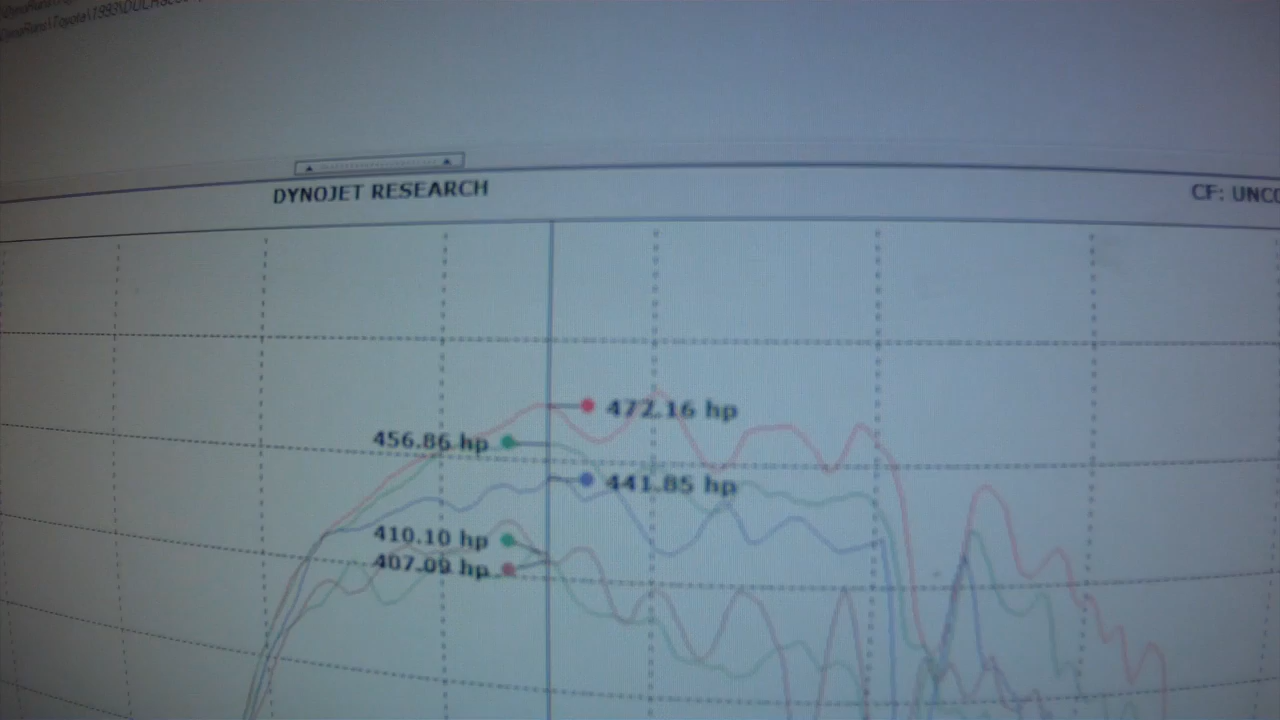 DYNOJET RESEARCH
CF: UNCO
472.16 hp
456.86 hp
441.85 hp
410.10 hp
407.09 hp